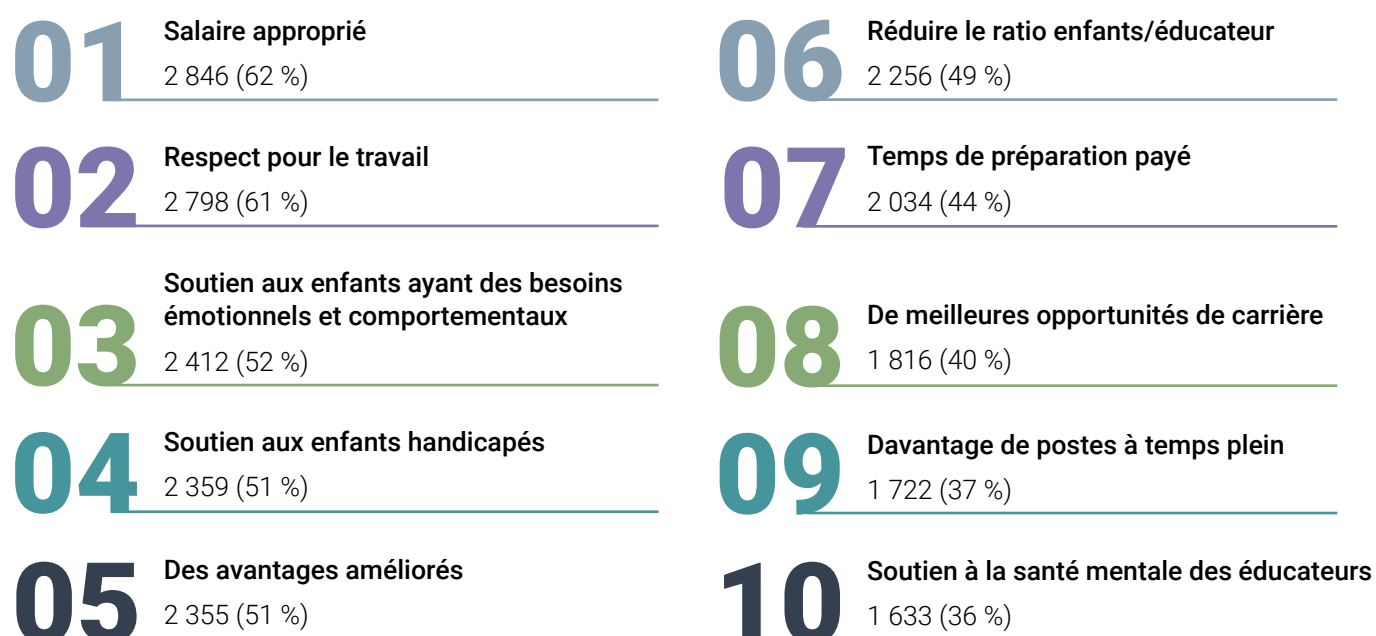 01
Salaire approprié
2 846 (62 %)
02
Respect pour le travail
2 798 (61 %)
03
Soutien aux enfants ayant des besoins
émotionnels et comportementaux
2 412 (52 %)
04
Soutien aux enfants handicapés
2 359 (51 %)
05
Des avantages améliorés
2 355 (51 %)
06
Réduire le ratio enfants/éducateur
2 256 (49 %)
07
Temps de préparation payé
2 034 (44 %)
08
De meilleures opportunités de carrière
1 816 (40 %)
09
Davantage de postes à temps plein
1 722 (37 %)
10
Soutien à la santé mentale des éducateurs
1 633 (36 %)